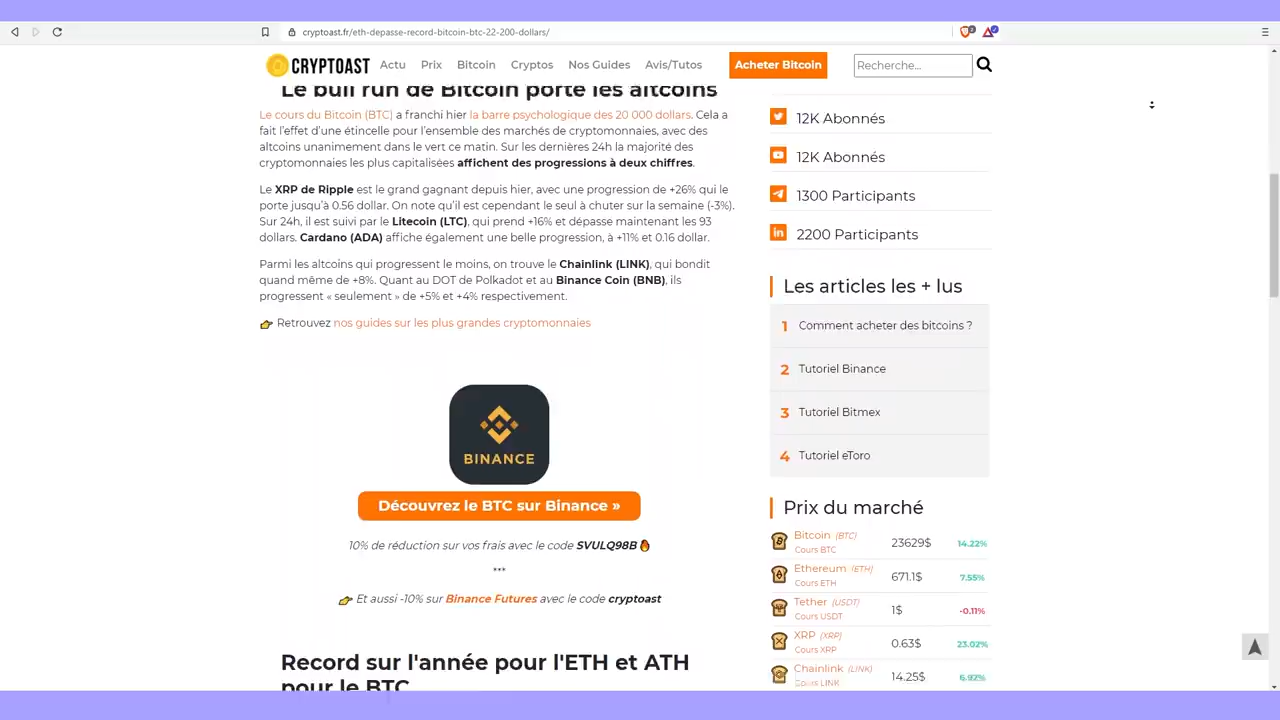 cryptoast.fr/eth-depasse-record-bitcoin-btc-22-200-dollars/
CRYPTOAST
Actu
Prix
Bitcoin
Cryptos
Nos Guides
Avis/Tutos
Acheter Bitcoin
Recherche...
Le bull run de Bitcoin porte les altcoins
Le cours du Bitcoin (BTC) a franchi hier la barre psychologique des 20 000 dollars. Cela a
fait l'effet d'une étincelle pour l'ensemble des marchés de cryptomonnaies, avec des
altcoins unanimement dans le vert ce matin. Sur les dernières 24h la majorité des
cryptomonnaies les plus capitalisées affichent des progressions à deux chiffres.
Le XRP de Ripple est le grand gagnant depuis hier, avec une progression de +26% qui le
porte jusqu'à 0.56 dollar. On note qu'il est cependant le seul à chuter sur la semaine (-3%).
Sur 24h, il est suivi par le Litecoin (LTC), qui prend +16% et dépasse maintenant les 93
dollars. Cardano (ADA) affiche également une belle progression, à +11% et 0.16 dollar.
Parmi les altcoins qui progressent le moins, on trouve le Chainlink (LINK), qui bondit
quand même de +8%. Quant au DOT de Polkadot et au Binance Coin (BNB), ils
progressent « seulement » de +5% et +4% respectivement.
Retrouvez nos guides sur les plus grandes cryptomonnaies
BINANCE
Découvrez le BTC sur Binance »
10% de réduction sur vos frais avec le code SVULQ98B
***
Et aussi -10% sur Binance Futures avec le code cryptoast
Record sur l'année pour l'ETH et ATH
pour le BTC
12K Abonnés
12K Abonnés
1300 Participants
2200 Participants
Les articles les + lus
1 Comment acheter des bitcoins ?
2 Tutoriel Binance
3 Tutoriel Bitmex
4 Tutoriel eToro
Prix du marché
Bitcoin (BTC) 23629$ 14.22%
Cours BTC
Ethereum (ETH) 671.1$ 7.55%
Cours ETH
Tether (USDT) 1$ -0.11%
Cours USDT
XRP (XRP) 0.63$ 23.02%
Cours XRP
Chainlink (LINK) 14.25$ 6.92%
Cours LINK